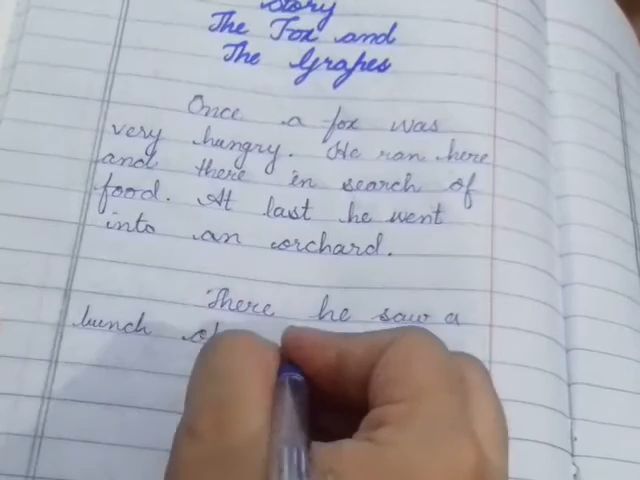 Story
The Fox and
The Grapes
Once a fox was
very hungry. He ran here
and there in search of
food. At last he went
into an orchard.
There he saw a
bunch